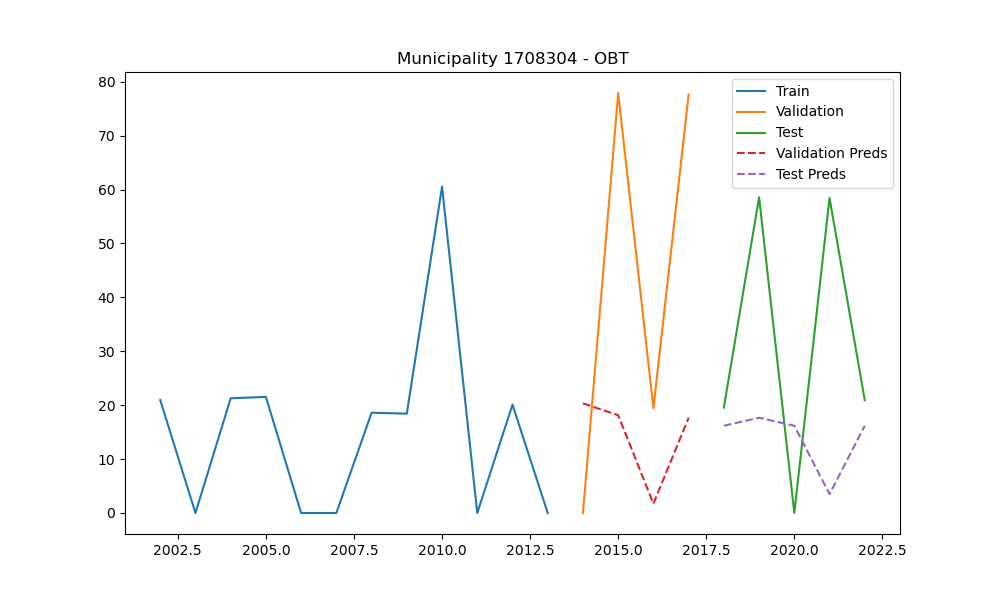 Municipality 1708304 - OBT
80
70
60
50
40
30
20
10
0
2002.5 2005.0 2007.5 2010.0 2012.5 2015.0 2017.5 2020.0 2022.5
Train
Validation
Test
Validation Preds
Test Preds